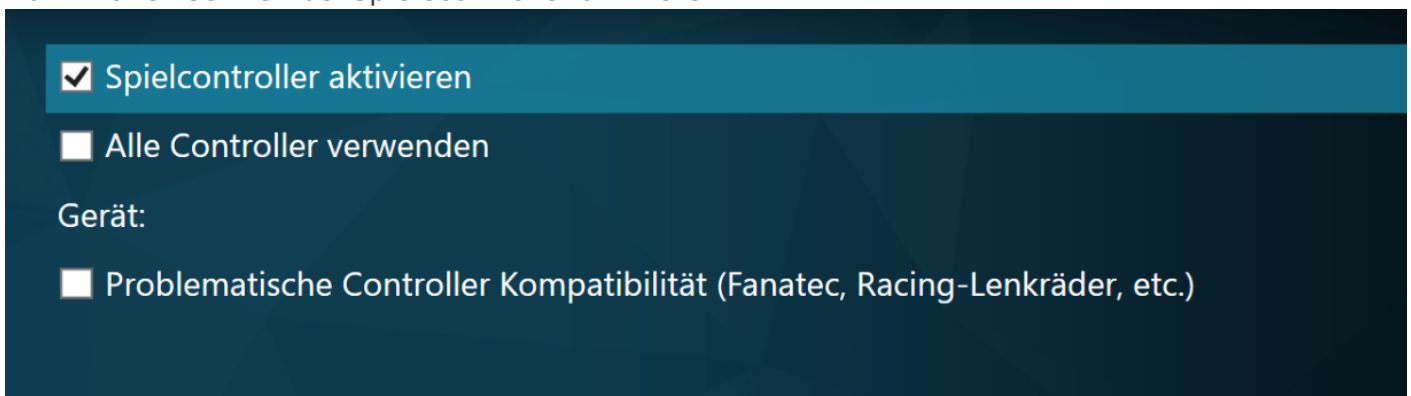 Spielcontroller aktivieren
Alle Controller verwenden
Gerät:
Problematische Controller Kompatibilität (Fanatec, Racing-Lenkräder, etc.)